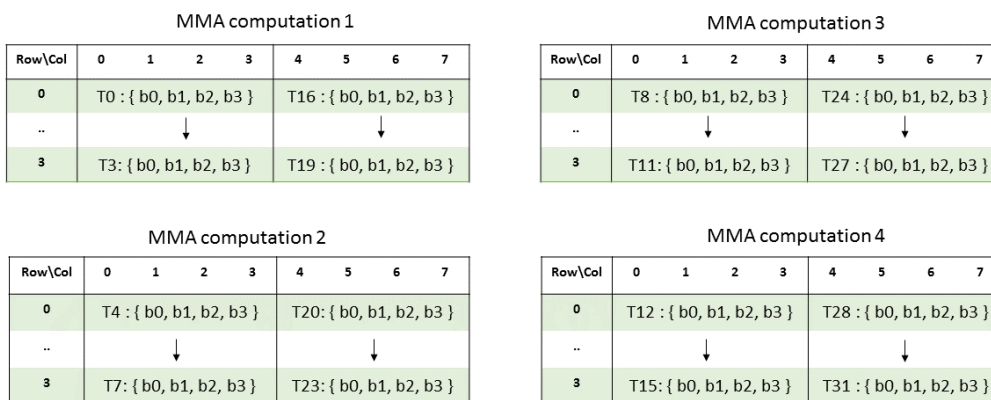 MMA computation 1
Row\Col 0 1 2 3 4 5 6 7
0 T0 : { b0, b1, b2, b3 } T16 : { b0, b1, b2, b3 }
..
3 T3: { b0, b1, b2, b3 } T19 : { b0, b1, b2, b3 }
MMA computation 3
Row\Col 0 1 2 3 4 5 6 7
0 T8 : { b0, b1, b2, b3 } T24 : { b0, b1, b2, b3 }
..
3 T11: { b0, b1, b2, b3 } T27 : { b0, b1, b2, b3 }
MMA computation 2
Row\Col 0 1 2 3 4 5 6 7
0 T4 : { b0, b1, b2, b3 } T20: { b0, b1, b2, b3 }
..
3 T7: { b0, b1, b2, b3 } T23: { b0, b1, b2, b3 }
MMA computation 4
Row\Col 0 1 2 3 4 5 6 7
0 T12 : { b0, b1, b2, b3 } T28 : { b0, b1, b2, b3 }
..
3 T15: { b0, b1, b2, b3 } T31 : { b0, b1, b2, b3 }